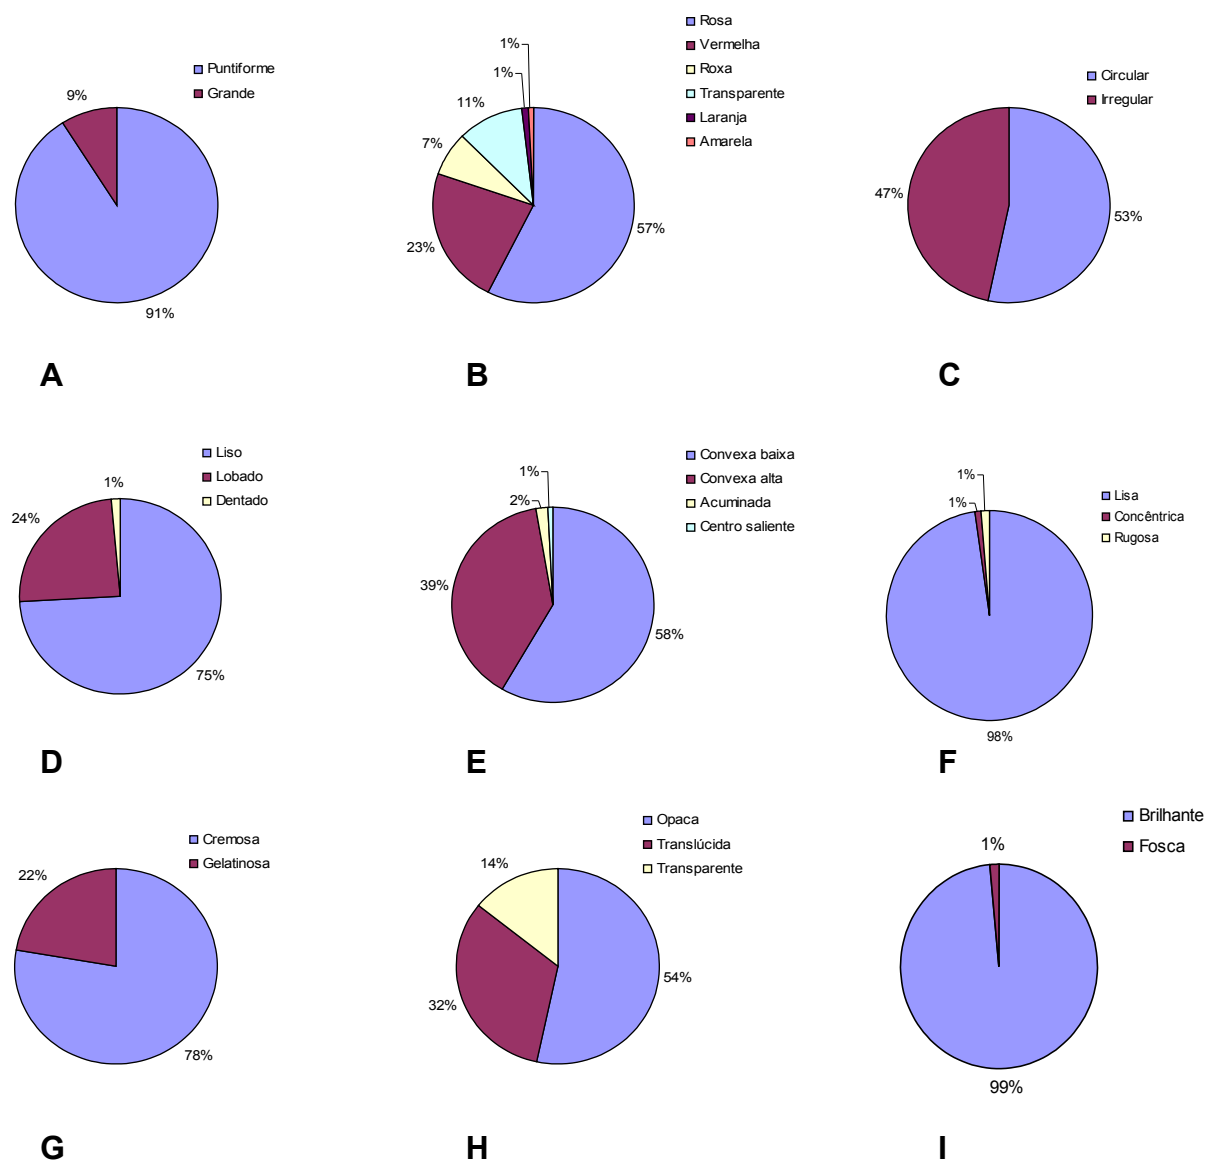 Puntiforme
Grande
9%
91%
A
Rosa
Vermelha
Roxa
Transparente
Laranja
Amarela
1%
1%
11%
7%
23%
57%
B
Circular
Irregular
47%
53%
C
Liso
Lobado
Dentado
1%
24%
75%
D
Convexa baixa
Convexa alta
Acuminada
Centro saliente
1%
2%
39%
58%
E
Lisa
Concêntrica
Rugosa
1%
1%
98%
F
Cremosa
Gelatinosa
22%
78%
G
Opaca
Translúcida
Transparente
14%
32%
54%
H
Brilhante
Fosca
1%
99%
I